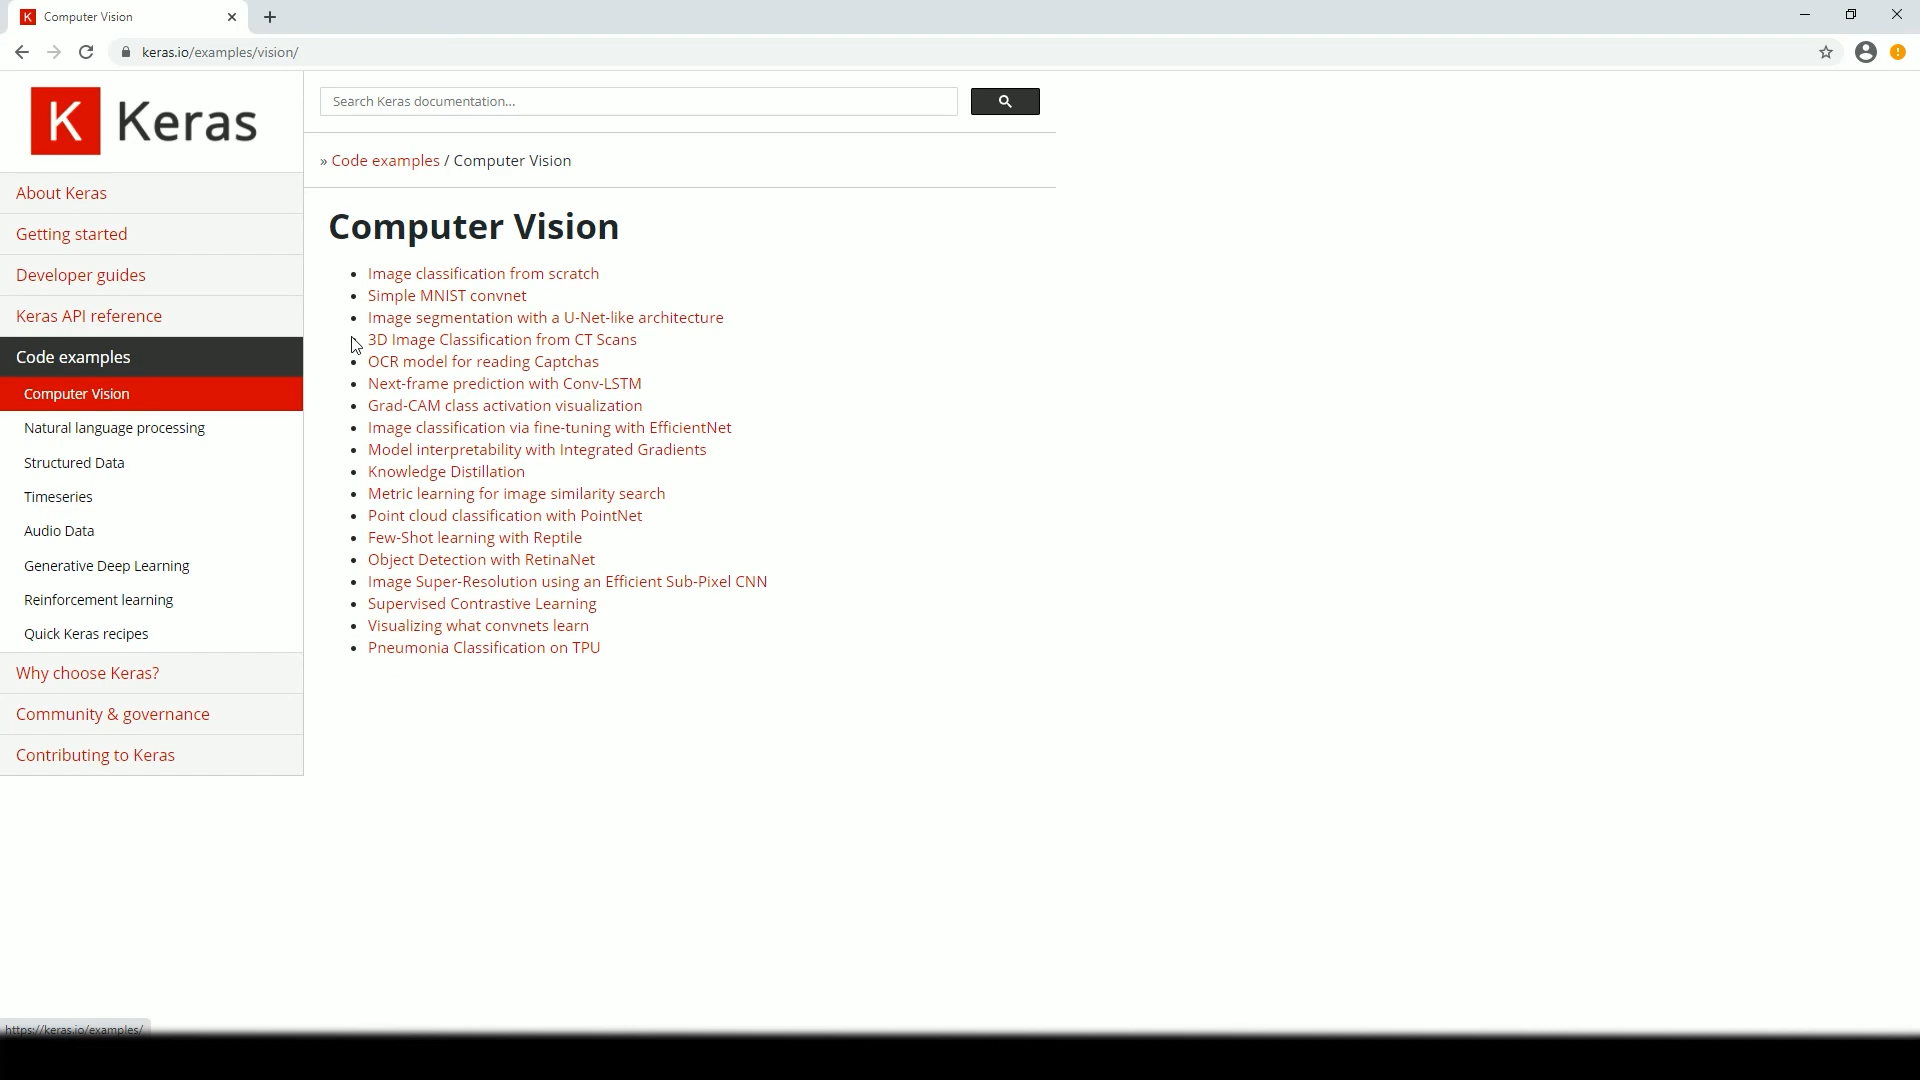 K Computer Vision
keras.io/examples/vision/
K Keras
Search Keras documentation...
» Code examples / Computer Vision
About Keras
Getting started
Developer guides
Keras API reference
Code examples
Computer Vision
Natural language processing
Structured Data
Timeseries
Audio Data
Generative Deep Learning
Reinforcement learning
Quick Keras recipes
Why choose Keras?
Community & governance
Contributing to Keras
Computer Vision
Image classification from scratch
Simple MNIST convnet
Image segmentation with a U-Net-like architecture
3D Image Classification from CT Scans
OCR model for reading Captchas
Next-frame prediction with Conv-LSTM
Grad-CAM class activation visualization
Image classification via fine-tuning with EfficientNet
Model interpretability with Integrated Gradients
Knowledge Distillation
Metric learning for image similarity search
Point cloud classification with PointNet
Few-Shot learning with Reptile
Object Detection with RetinaNet
Image Super-Resolution using an Efficient Sub-Pixel CNN
Supervised Contrastive Learning
Visualizing what convnets learn
Pneumonia Classification on TPU
https://keras.io/examples/